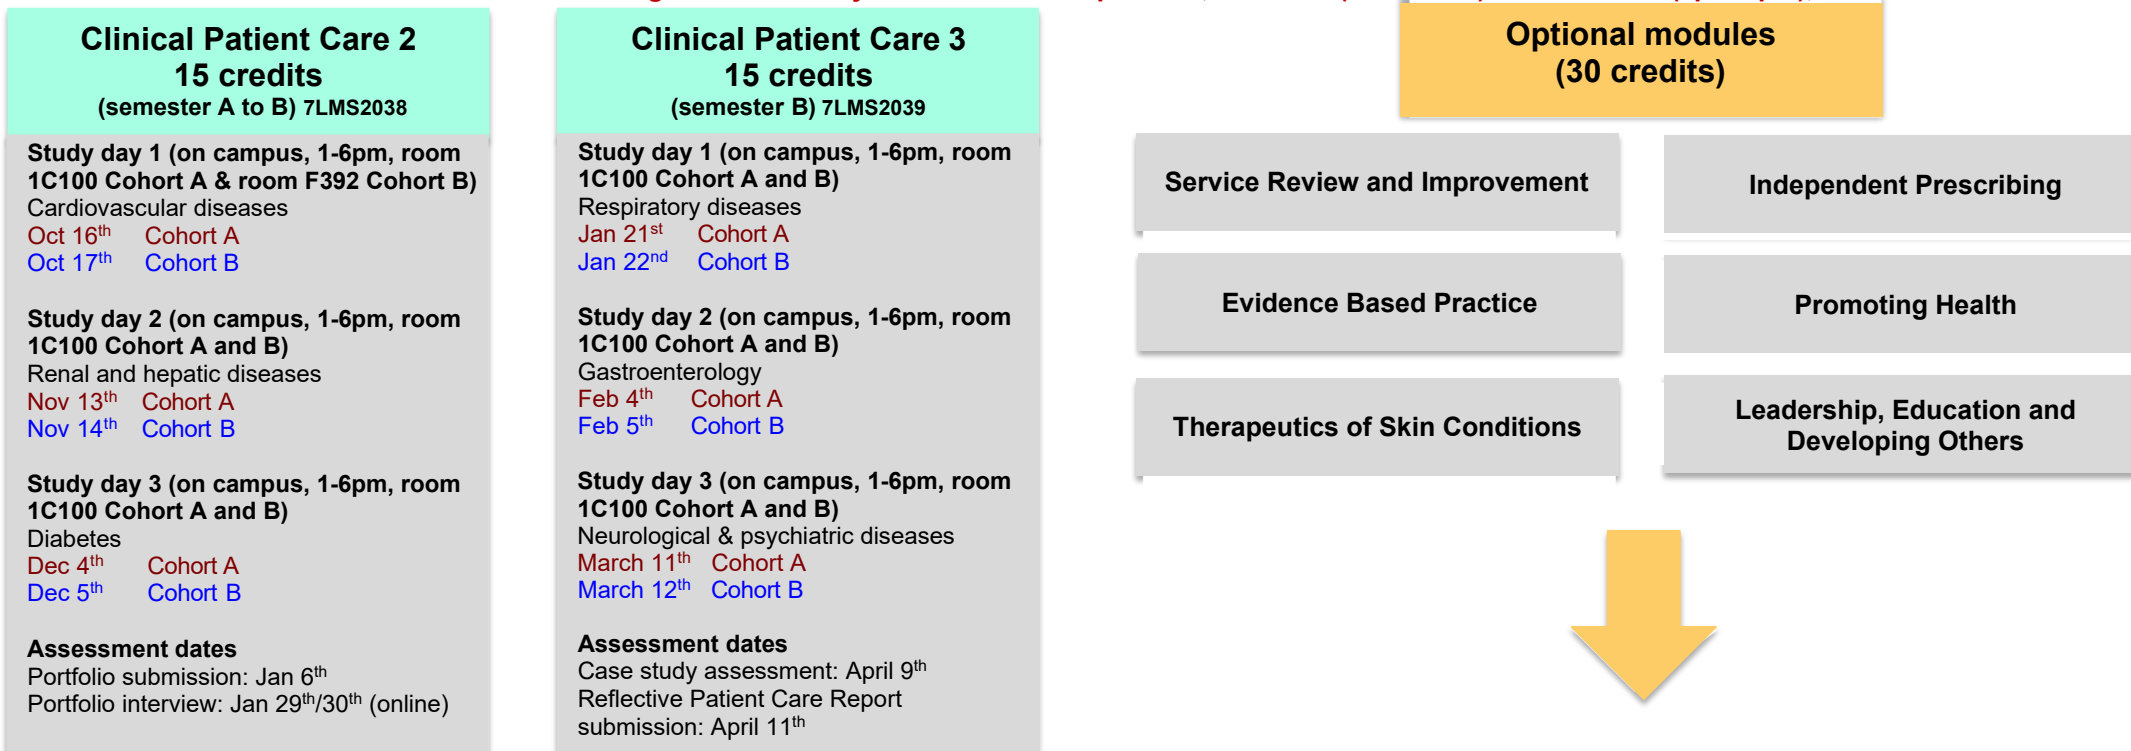 Clinical Patient Care 2
15 credits
(semester A to B) 7LMS2038
Study day 1 (on campus, 1-6pm, room
1C100 Cohort A & room F392 Cohort B)
Cardiovascular diseases
Oct 16th Cohort A
Oct 17th Cohort B
Study day 2 (on campus, 1-6pm, room
1C100 Cohort A and B)
Renal and hepatic diseases
Nov 13th Cohort A
Nov 14th Cohort B
Study day 3 (on campus, 1-6pm, room
1C100 Cohort A and B)
Diabetes
Dec 4th Cohort A
Dec 5th Cohort B
Assessment dates
Portfolio submission: Jan 6th
Portfolio interview: Jan 29th/30th (online)
Clinical Patient Care 3
15 credits
(semester B) 7LMS2039
Study day 1 (on campus, 1-6pm, room
1C100 Cohort A and B)
Respiratory diseases
Jan 21st Cohort A
Jan 22nd Cohort B
Study day 2 (on campus, 1-6pm, room
1C100 Cohort A and B)
Gastroenterology
Feb 4th Cohort A
Feb 5th Cohort B
Study day 3 (on campus, 1-6pm, room
1C100 Cohort A and B)
Neurological & psychiatric diseases
March 11th Cohort A
March 12th Cohort B
Assessment dates
Case study assessment: April 9th
Reflective Patient Care Report
submission: April 11th
Optional modules
(30 credits)
Service Review and Improvement
Independent Prescribing
Evidence Based Practice
Promoting Health
Therapeutics of Skin Conditions
Leadership, Education and
Developing Others